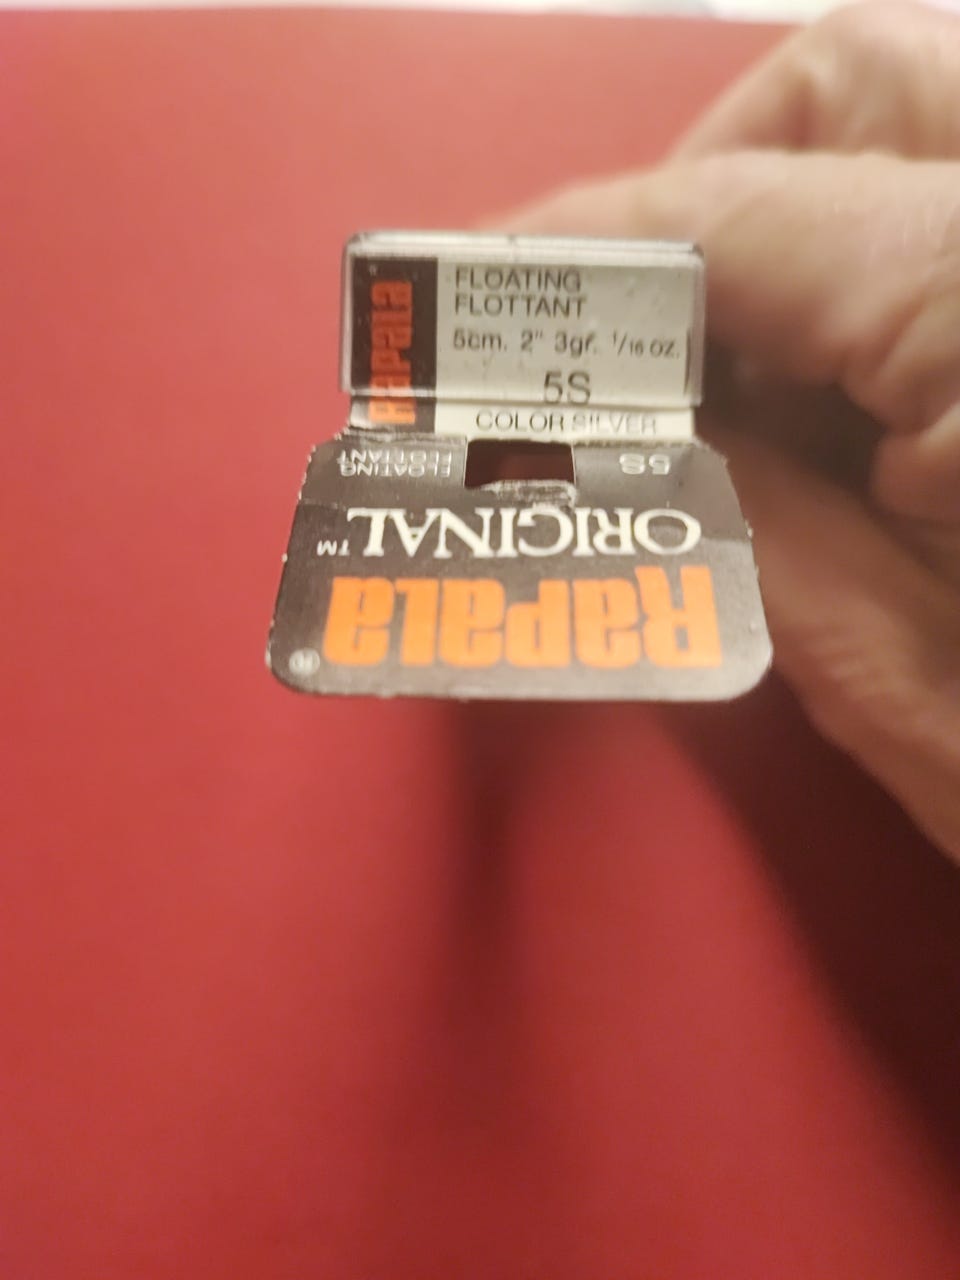 RAPALA
FLOATING
FLOTTANT
5cm. 2" 3gr. 1/16 oz.
5S
COLOR SILVER
RAPALA ®
ORIGINAL ™
5S
FLOATING
FLOTTANT